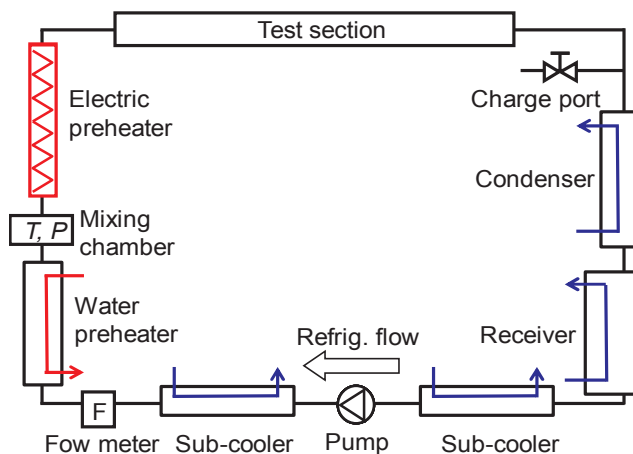 Test section
Electric
preheater
Charge port
Condenser
T, P
Mixing
chamber
Water
preheater
Receiver
Refrig. flow
F
Fow meter
Sub-cooler
Pump
Sub-cooler